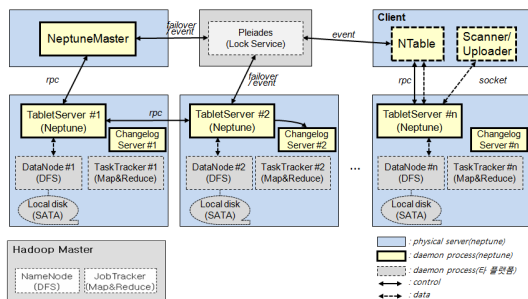 Client
NeptuneMaster
failover
/event
Pleiades
(Lock Service)
event
NTable
Scanner/
Uploader
rpc
failover
/event
rpc
socket
TabletServer #1
(Neptune)
rpc
TabletServer #2
(Neptune)
TabletServer #n
(Neptune)
Changelog
Server#1
Changelog
Server#2
Changelog
Server#n
DataNode#1
(DFS)
TaskTracker#1
(Map&Reduce)
DataNode#2
(DFS)
TaskTracker#2
(Map&Reduce)
...
DataNode#n
(DFS)
TaskTracker#n
(Map&Reduce)
Local disk
(SATA)
Local disk
(SATA)
Local disk
(SATA)
Hadoop Master
NameNode
(DFS)
JobTracker
(Map&Reduce)
: physical server(neptune)
: daemon process(neptune)
: daemon process(타 플랫폼)
: control
: data